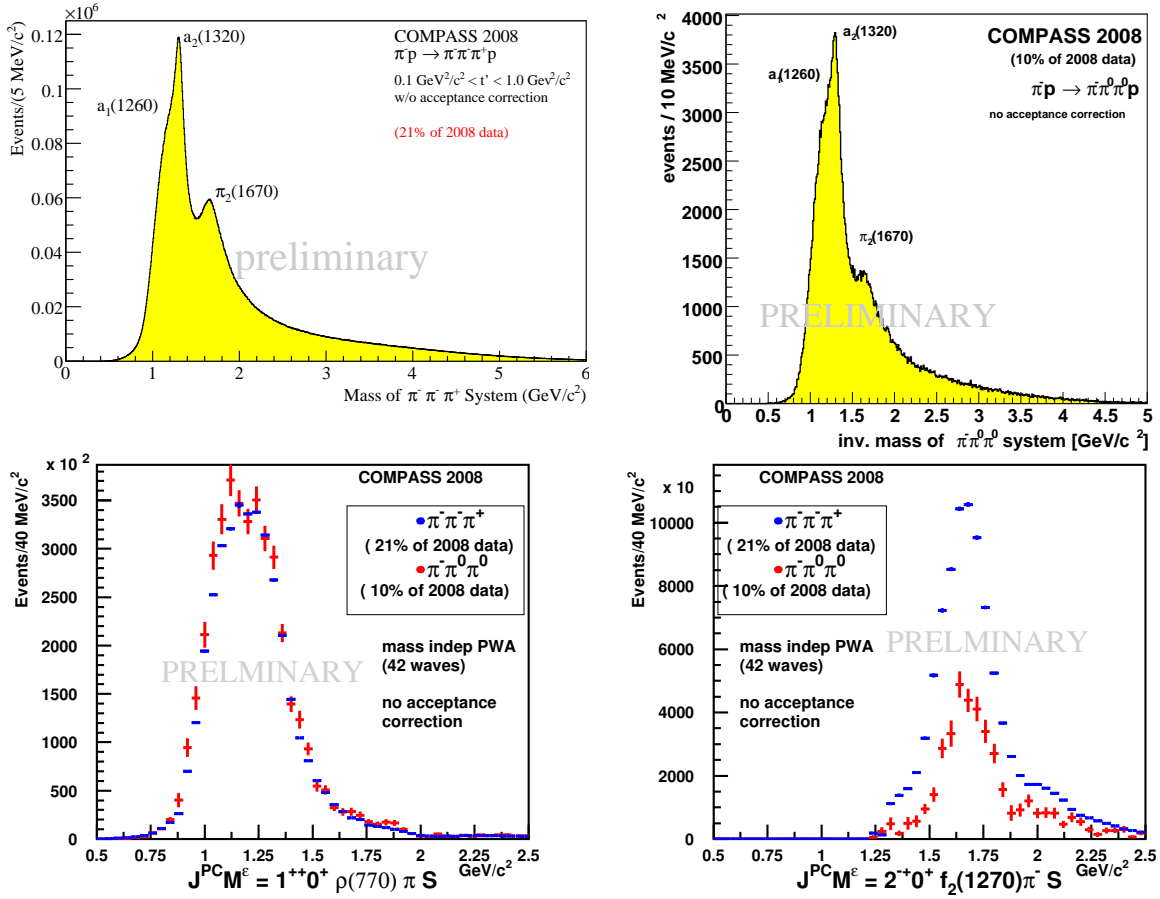 ×10⁶
Events/(5 MeV/c²)
0.12
0.1
0.08
0.06
0.04
0.02
0
a₂(1320)
a₁(1260)
π₂(1670)
COMPASS 2008
π⁻p → π⁻π⁻π⁺p
0.1 GeV²/c² < t' < 1.0 GeV²/c²
w/o acceptance correction
(21% of 2008 data)
preliminary
0 1 2 3 4 5 6
Mass of π⁻π⁻π⁺ System (GeV/c²)
events / 10 MeV/c²
4000
3500
3000
2500
2000
1500
1000
500
0
a₂(1320)
a₁(1260)
π₂(1670)
COMPASS 2008
(10% of 2008 data)
π⁻p → π⁻π⁰π⁰p
no acceptance correction
PRELIMINARY
0 0.5 1 1.5 2 2.5 3 3.5 4 4.5 5
inv. mass of π⁻π⁰π⁰ system [GeV/c²]
x 10²
Events/40 MeV/c²
3500
3000
2500
2000
1500
1000
500
0
COMPASS 2008
π⁻π⁻π⁺
( 21% of 2008 data)
π⁻π⁰π⁰
( 10% of 2008 data)
mass indep PWA
(42 waves)
PRELMINARY
no acceptance
correction
0.5 0.75 1 1.25 1.5 1.75 2 2.25 2.5
GeV/c²
J^PC M^ε = 1⁺⁺0⁺ ρ(770) π S
x 10
Events/40 MeV/c²
10000
8000
6000
4000
2000
0
COMPASS 2008
π⁻π⁻π⁺
( 21% of 2008 data)
π⁻π⁰π⁰
( 10% of 2008 data)
mass indep PWA
(42 waves)
PRELMINARY
no acceptance
correction
0.5 0.75 1 1.25 1.5 1.75 2 2.25 2.5
GeV/c²
J^PC M^ε = 2⁻⁺0⁺ f₂(1270)π⁻ S